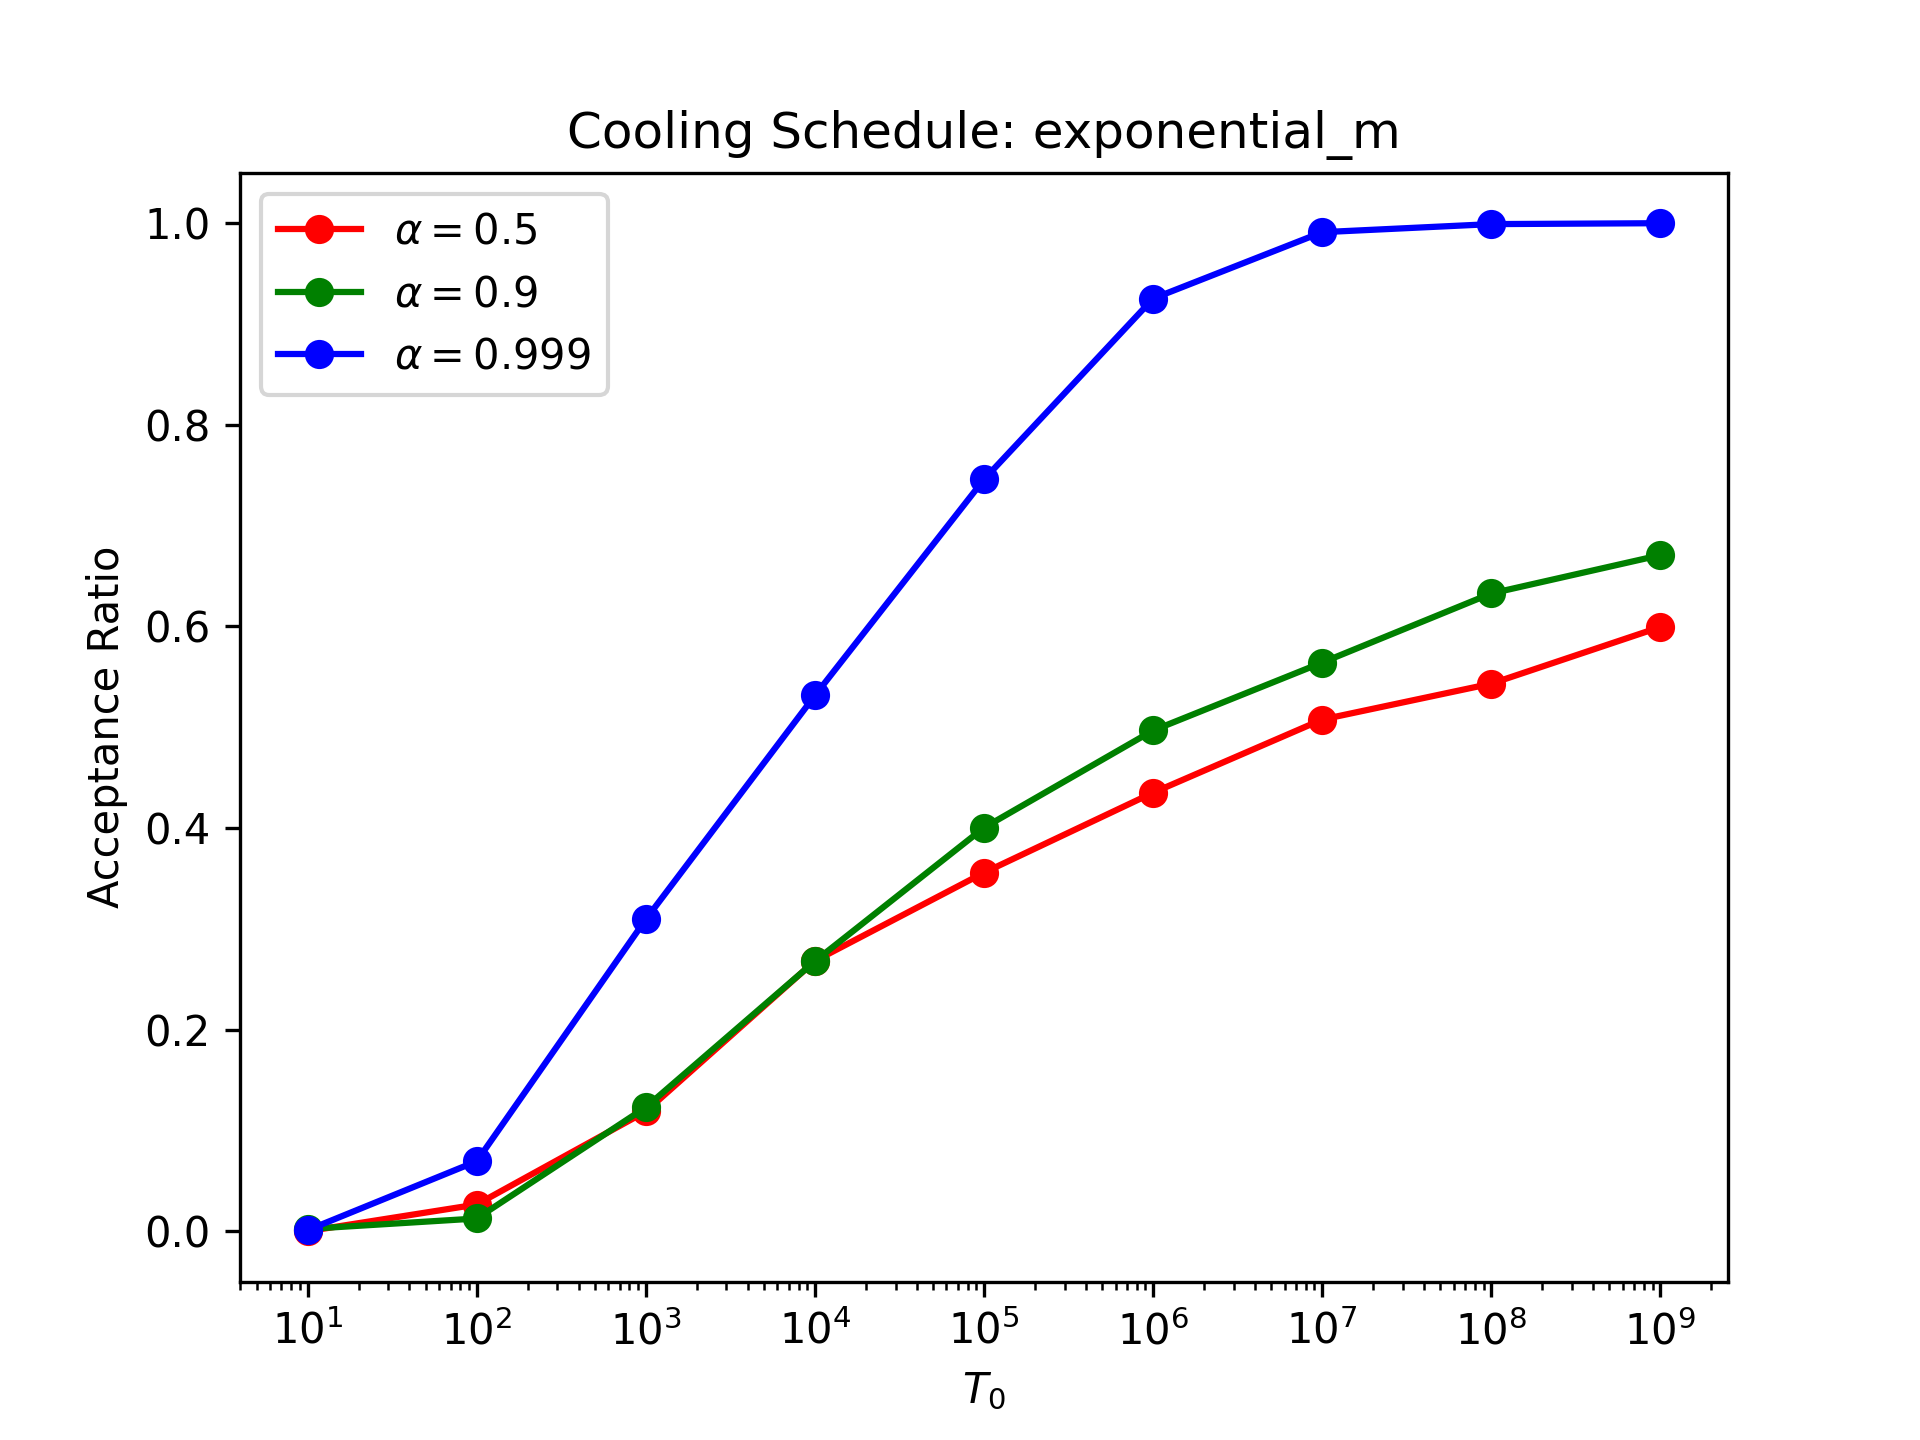 Cooling Schedule: exponential_m
α = 0.5
α = 0.9
α = 0.999
Acceptance Ratio
1.0
0.8
0.6
0.4
0.2
0.0
10¹ 10² 10³ 10⁴ 10⁵ 10⁶ 10⁷ 10⁸ 10⁹
T₀